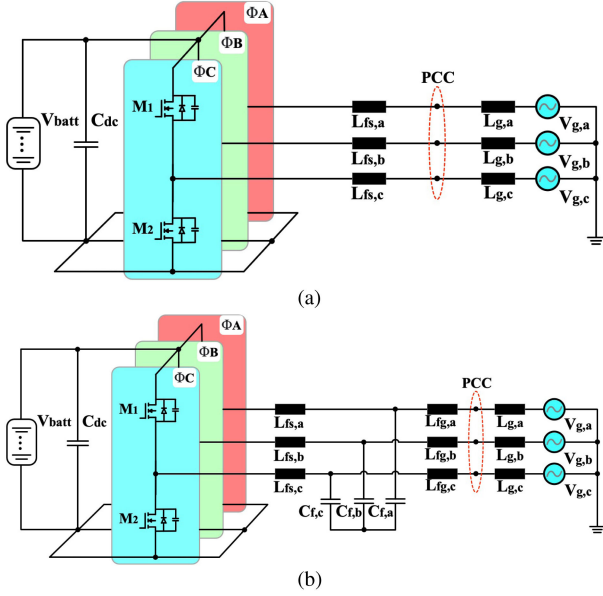 ΦA
ΦB
ΦC
PCC
M1
Vbatt
Cdc
Lfs,a
Lg,a
Vg,a
Lfs,b
Lg,b
Vg,b
Lfs,c
Lg,c
Vg,c
M2
(a)
ΦA
ΦB
ΦC
PCC
M1
Vbatt
Cdc
Lfs,a
Lfg,a
Lg,a
Vg,a
Lfs,b
Lfg,b
Lg,b
Vg,b
Lfs,c
Lfg,c
Lg,c
Vg,c
M2
Cf,c
Cf,b
Cf,a
(b)